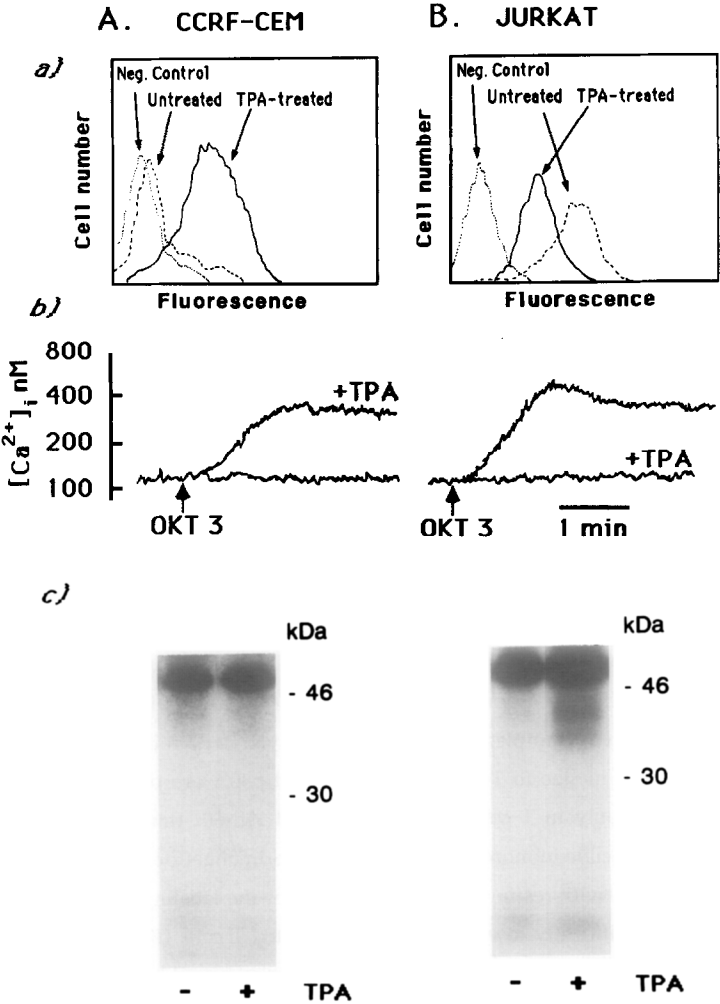 A. CCRF-CEM
B. JURKAT
a)
Neg. Control
Untreated
TPA-treated
Cell number
Fluorescence
Neg. Control
Untreated
TPA-treated
Cell number
Fluorescence
b)
[Ca2+]i nM
800
400
200
100
+TPA
OKT 3
+TPA
OKT 3
1 min
c)
kDa
- 46
- 30
- + TPA
kDa
- 46
- 30
- + TPA